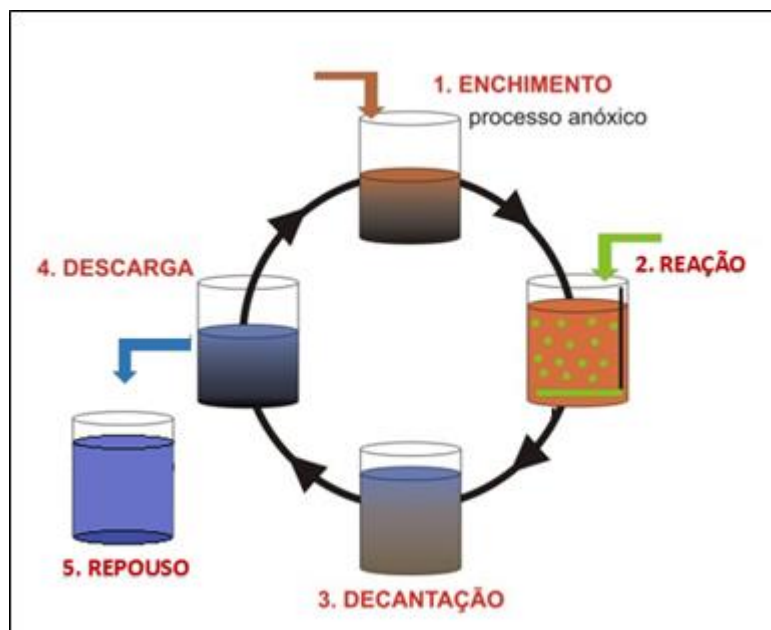 1. ENCHIMENTO
processo anóxico
2. REAÇÃO
3. DECANTAÇÃO
4. DESCARGA
5. REPOUSO